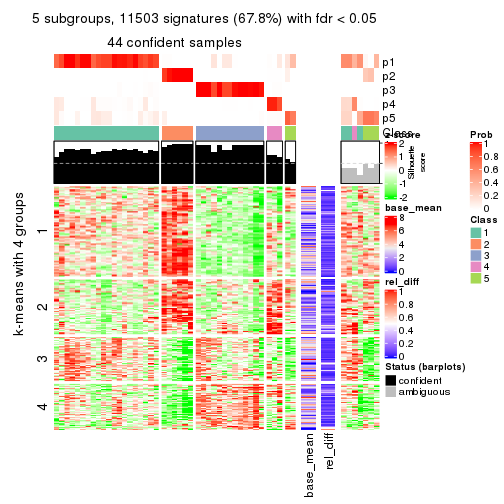 5 subgroups, 11503 signatures (67.8%) with fdr < 0.05
44 confident samples
p1
p2
p3
p4
p5
Class
k-means with 4 groups
1
2
3
4
base_mean
rel_diff
z-score
2
1
0
-1
-2
Silhouette
score
base_mean
8
6
4
2
0
rel_diff
1
0.8
0.6
0.4
0.2
0
Status (barplots)
confident
ambiguous
Prob
1
0.8
0.6
0.4
0.2
0
Class
1
2
3
4
5